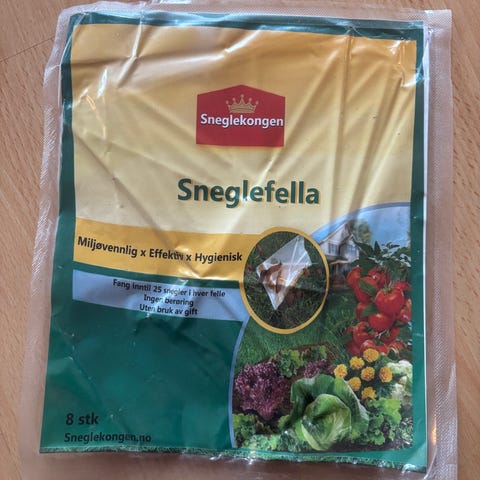 Sneglekongen
Sneglefella
Miljøvennlig x Effektiv x Hygienisk
Fang inntil 25 snegler i hver felle
Ingen berøring
Uten bruk av gift
8 stk
Sneglekongen.no